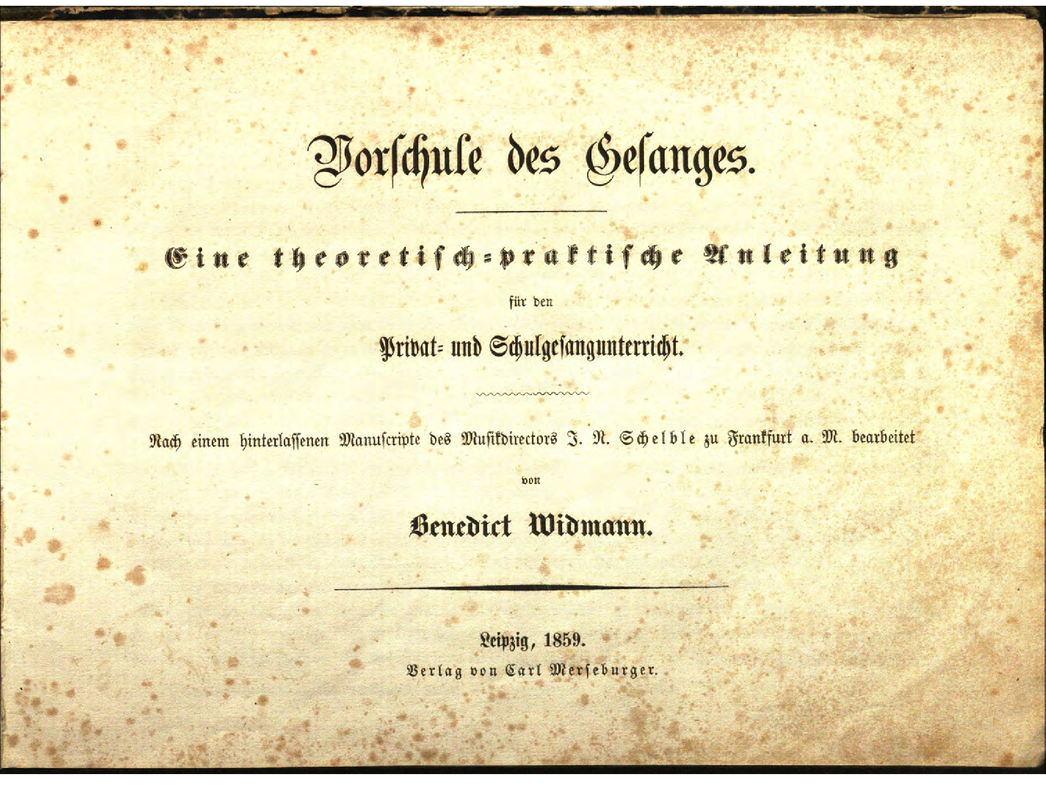 Vorschule des Gesanges.
Eine theoretisch-praktische Anleitung
für den
Privat- und Schulgesangunterricht.
Nach einem hinterlassenen Manuscripte des Musikdirectors J. N. Schelble zu Frankfurt a. M. bearbeitet
von
Benedict Widmann.
Leipzig, 1859.
Verlag von Carl Merseburger.